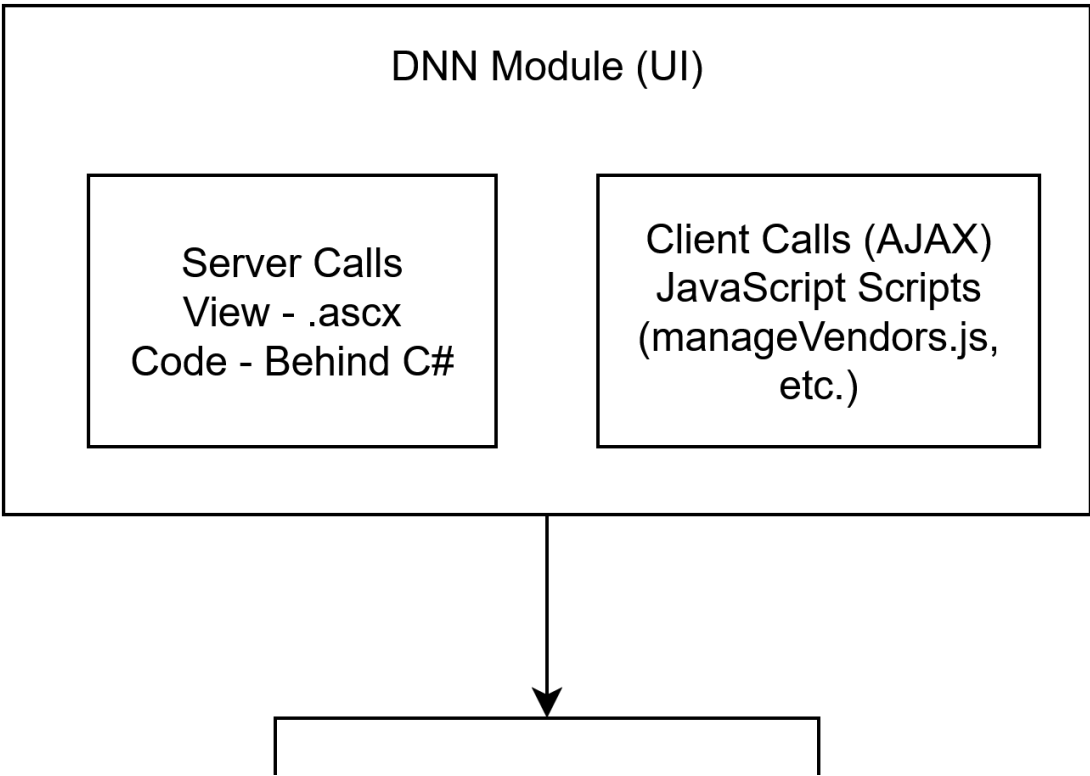 DNN Module (UI)
Server Calls
View - .ascx
Code - Behind C#
Client Calls (AJAX)
JavaScript Scripts
(manageVendors.js,
etc.)